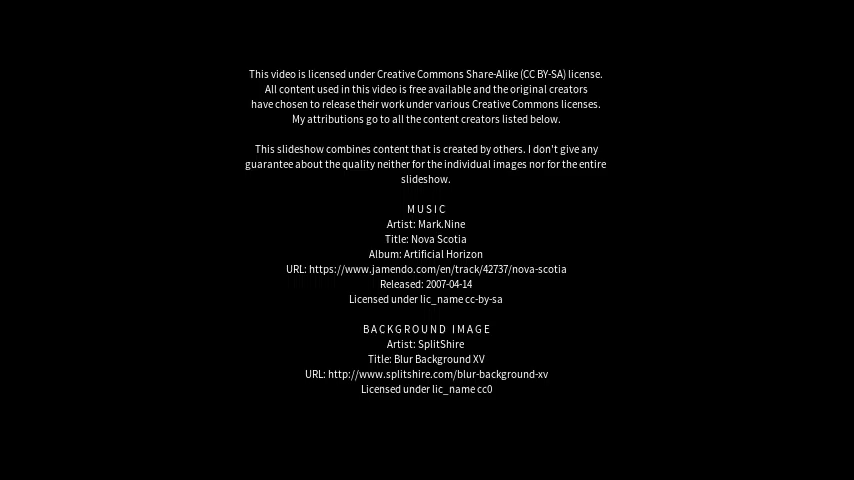 This video is licensed under Creative Commons Share-Alike (CC BY-SA) license.
All content used in this video is free available and the original creators
have chosen to release their work under various Creative Commons licenses.
My attributions go to all the content creators listed below.
This slideshow combines content that is created by others. I don't give any
guarantee about the quality neither for the individual images nor for the entire
slideshow.
MUSIC
Artist: Mark.Nine
Title: Nova Scotia
Album: Artificial Horizon
URL: https://www.jamendo.com/en/track/42737/nova-scotia
Released: 2007-04-14
Licensed under lic_name cc-by-sa
BACKGROUND IMAGE
Artist: SplitShire
Title: Blur Background XV
URL: http://www.splitshire.com/blur-background-xv
Licensed under lic_name cc0